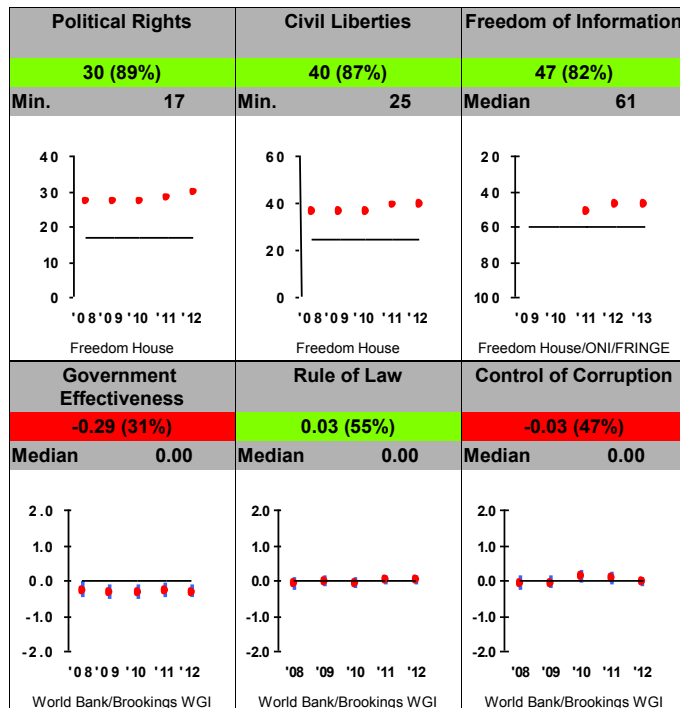 Political Rights
30 (89%)
Min. 17
40
30
20
10
0
'08 '09 '10 '11 '12
Freedom House
Civil Liberties
40 (87%)
Min. 25
60
40
20
0
'08 '09 '10 '11 '12
Freedom House
Freedom of Information
47 (82%)
Median 61
20
40
60
80
100
'09 '10 '11 '12 '13
Freedom House/ONI/FRINGE
Government
Effectiveness
-0.29 (31%)
Median 0.00
2.0
1.0
0.0
-1.0
-2.0
'08 '09 '10 '11 '12
World Bank/Brookings WGI
Rule of Law
0.03 (55%)
Median 0.00
2.0
1.0
0.0
-1.0
-2.0
'08 '09 '10 '11 '12
World Bank/Brookings WGI
Control of Corruption
-0.03 (47%)
Median 0.00
2.0
1.0
0.0
-1.0
-2.0
'08 '09 '10 '11 '12
World Bank/Brookings WGI